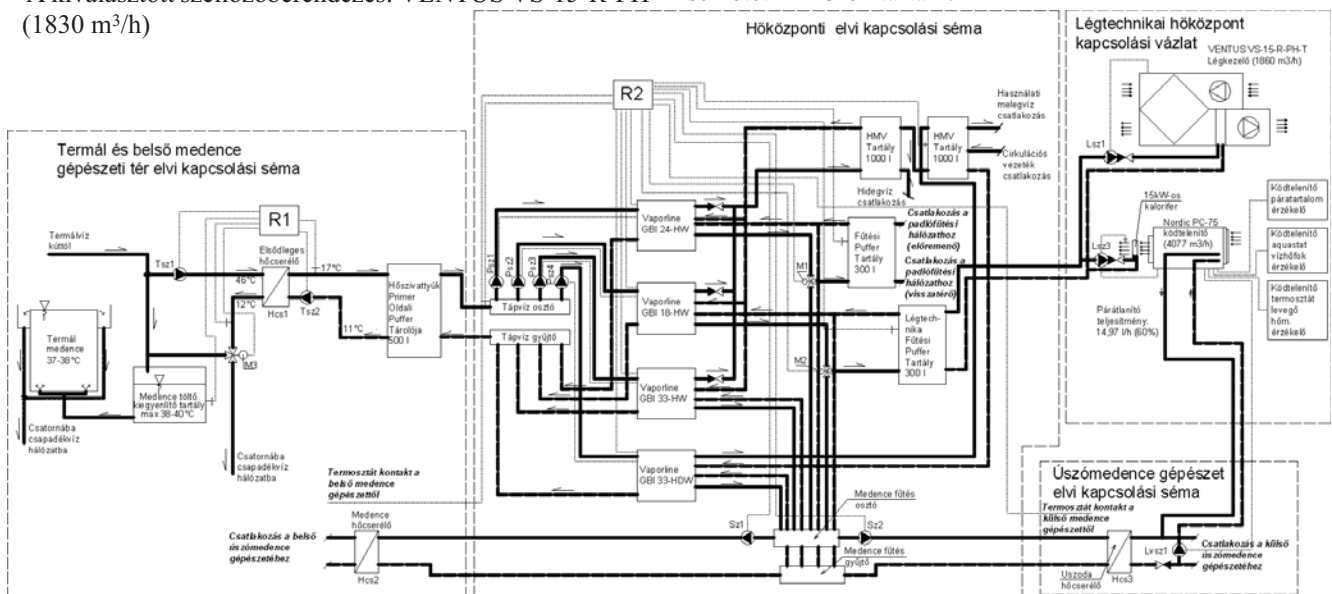 (1830 m³/h)
Hőközponti elvi kapcsolási séma
Légtechnikai hőközpont
kapcsolási vázlat
VENTUS VS-15-R-PH-T
Légkezelő (1860 m3/h)
R2
Használati
melegvíz
csatlakozás
HMV
Tartály
1000 l
HMV
Tartály
1000 l
Cirkulációs
vezeték
csatlakozás
Hidegvíz
csatlakozás
Lsz1
Termál és belső medence
gépészeti tér elvi kapcsolási séma
R1
Termálvíz
kúttól
Tsz1
Elsődleges
hőcserélő
46°C
17°C
12°C
11°C
Hcs1
Tsz2
M3
Hőszivattyúk
Primer
Oldali
Puffer
Tárolója
500 l
Termál
medence
37-38°C
Medence töltő
kiegyenlítő tartály
max 38-40°C
Csatornába
csapadékvíz
hálózatba
Csatornába
csapadékvíz
hálózatba
Psz1
Psz2
Psz3
Psz4
Tápvíz osztó
Tápvíz gyűjtő
Vaporline
GBI 24-HW
Vaporline
GBI 18-HW
Vaporline
GBI 33-HW
Vaporline
GBI 33-HDW
M1
M2
Fűtési
Puffer
Tartály
300 l
Csatlakozás a
padlófűtési
hálózathoz
(előremenő)
Csatlakozás a
padlófűtési
hálózathoz
(visszatérő)
Légtech-
nika
Fűtési
Puffer
Tartály
300 l
15kW-os
kalorifer
Lsz3
Nordic PC-75
ködtelenítő
(4077 m3/h)
Ködtelenítő
páratartalom
érzékelő
Ködtelenítő
aquastat
vízhőfok
érzékelő
Ködtelenítő
termosztát
levegő
hőm.
érzékelő
Párátlanító
teljesítmény:
14,97 l/h (60%)
Termosztát kontakt a
belső medence
gépészettől
Medence
hőcserélő
Csatlakozás a belső
úszómedence
gépészetéhez
Hcs2
Sz1
Sz2
Medence fűtés
osztó
Medence fűtés
gyűjtő
Úszómedence gépészet
elvi kapcsolási séma
Termosztát kontakt a
külső medence
gépészettől
Lvsz1
Csatlakozás a külső
úszómedence
gépészetéhez
Uszoda
hőcserélő
Hcs3